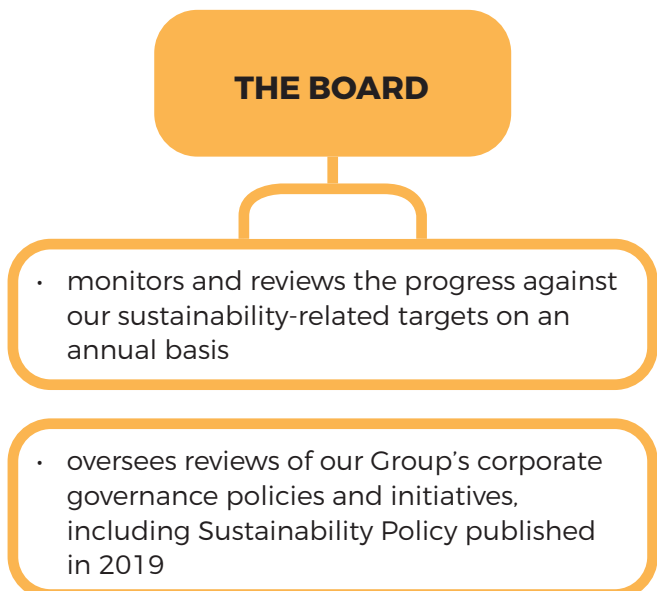 THE BOARD
· monitors and reviews the progress against
our sustainability-related targets on an
annual basis
· oversees reviews of our Group’s corporate
governance policies and initiatives,
including Sustainability Policy published
in 2019